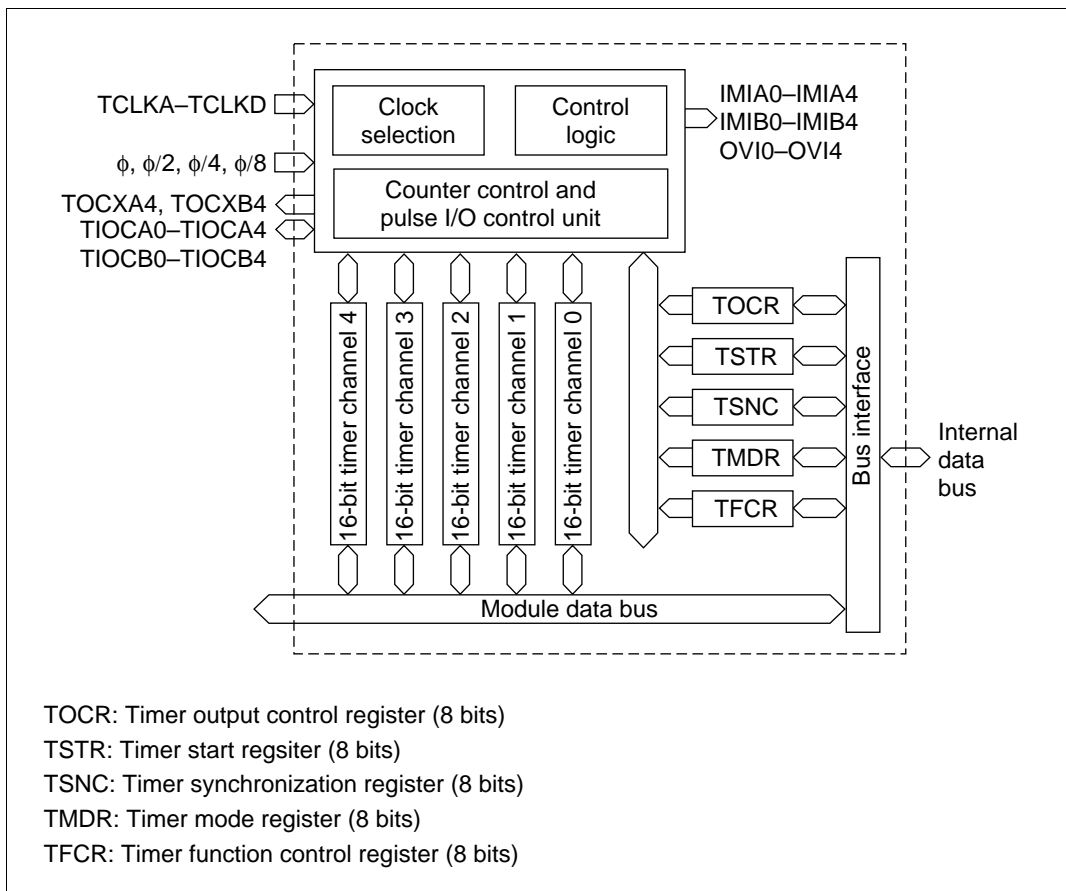 TCLKA–TCLKD
ϕ, ϕ/2, ϕ/4, ϕ/8
TOCXA4, TOCXB4
TIOCA0–TIOCA4
TIOCB0–TIOCB4
Clock
selection
Control
logic
Counter control and
pulse I/O control unit
IMIA0–IMIA4
IMIB0–IMIB4
OVI0–OVI4
16-bit timer channel 4
16-bit timer channel 3
16-bit timer channel 2
16-bit timer channel 1
16-bit timer channel 0
TOCR
TSTR
TSNC
TMDR
TFCR
Bus interface
Internal
data
bus
Module data bus
TOCR: Timer output control register (8 bits)
TSTR: Timer start regsiter (8 bits)
TSNC: Timer synchronization register (8 bits)
TMDR: Timer mode register (8 bits)
TFCR: Timer function control register (8 bits)